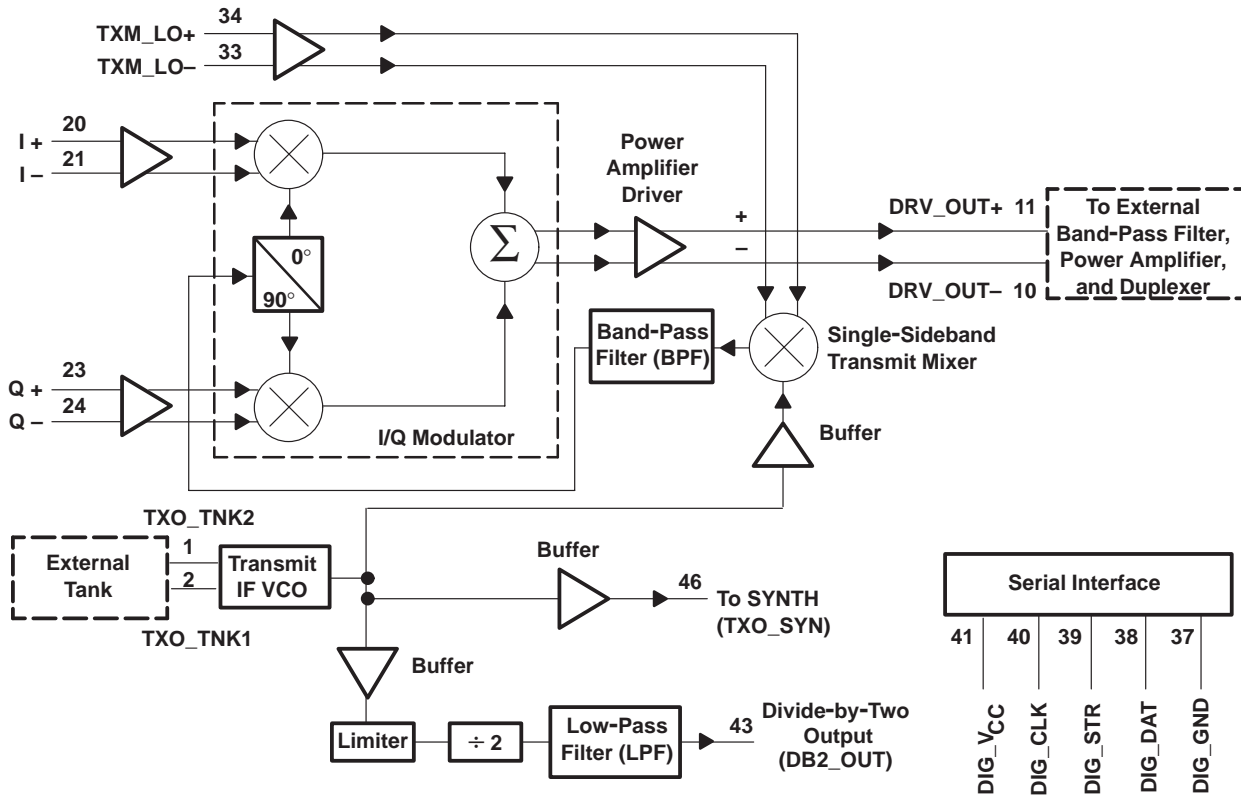 TXM_LO+ 34
TXM_LO– 33
I + 20
I – 21
0°
90°
Σ
Q + 23
Q – 24
I/Q Modulator
Power
Amplifier
Driver
+
–
DRV_OUT+ 11
DRV_OUT– 10
To External
Band-Pass Filter,
Power Amplifier,
and Duplexer
Band-Pass
Filter (BPF)
Single-Sideband
Transmit Mixer
Buffer
TXO_TNK2
External
Tank
1
2
TXO_TNK1
Transmit
IF VCO
Buffer
46
To SYNTH
(TXO_SYN)
Buffer
Limiter
÷ 2
Low-Pass
Filter (LPF)
43
Divide-by-Two
Output
(DB2_OUT)
Serial Interface
41 40 39 38 37
DIG_VCC
DIG_CLK
DIG_STR
DIG_DAT
DIG_GND